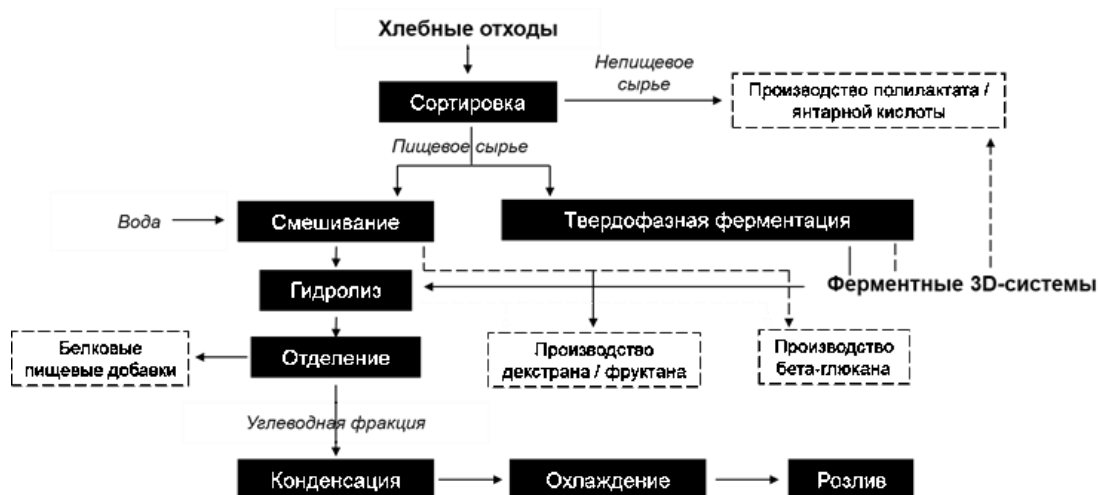 Хлебные отходы
Непищевое
сырье
Сортировка
Производство полилактата /
янтарной кислоты
Пищевое сырье
Вода
Смешивание
Твердофазная ферментация
Гидролиз
Ферментные 3D-системы
Белковые
пищевые добавки
Отделение
Производство
декстрана / фруктана
Производство
бета-глюкана
Углеводная фракция
Конденсация
Охлаждение
Розлив